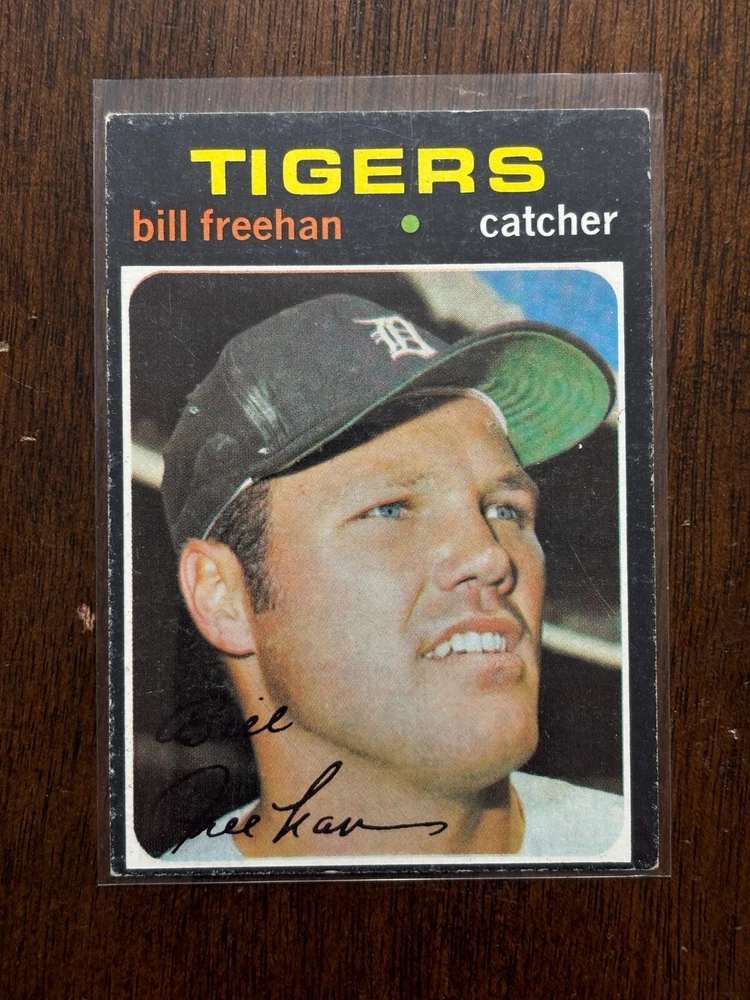 TIGERS
bill freehan • catcher
D
Bill
Freehan